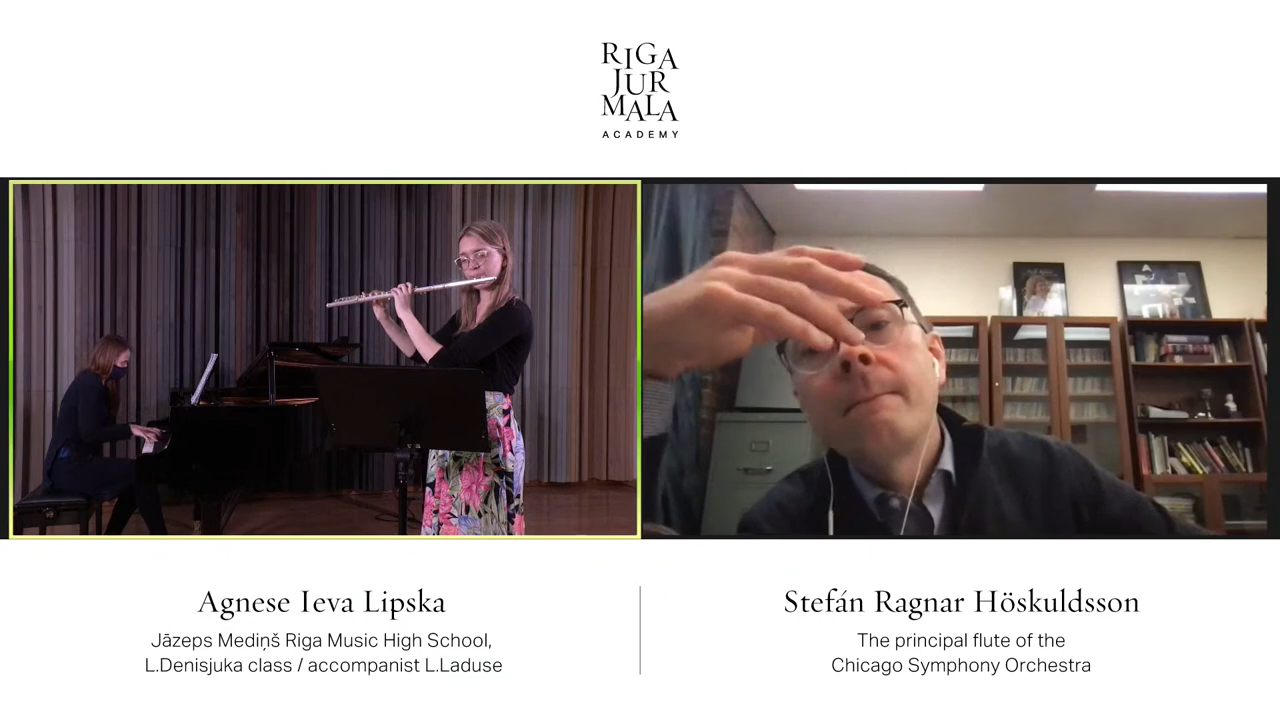 RIGA
JUR
MALA
ACADEMY
Agnese Ieva Lipska
Jāzeps Mediņš Riga Music High School,
L.Denisjuka class / accompanist L.Laduse
Stefán Ragnar Höskuldsson
The principal flute of the
Chicago Symphony Orchestra